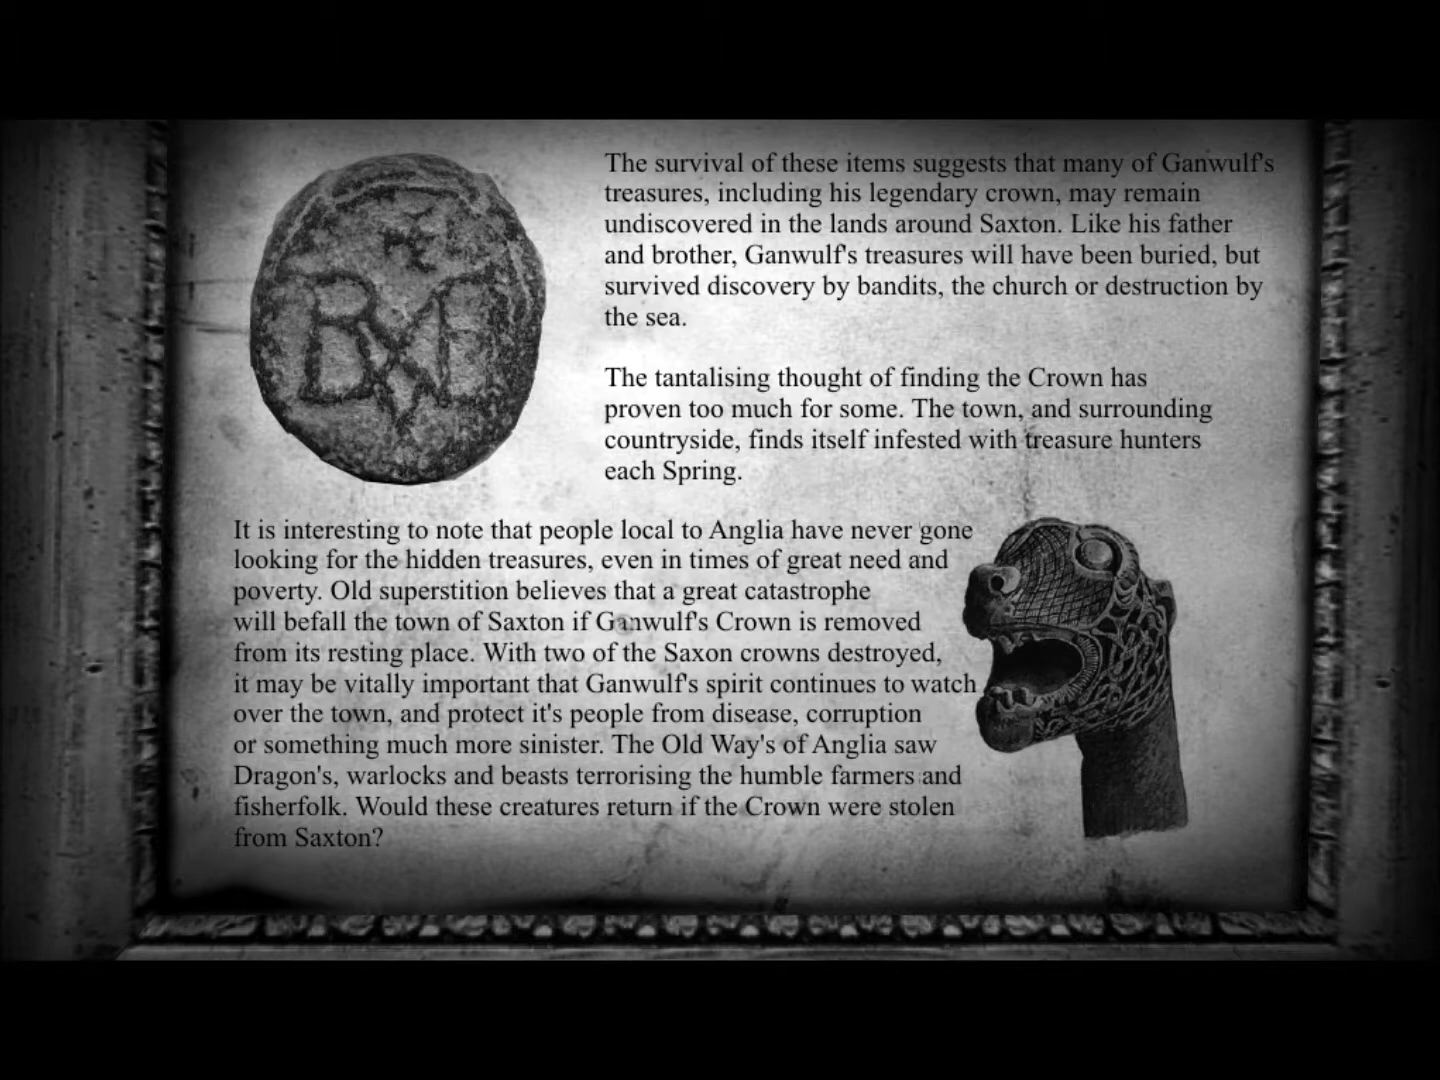 The survival of these items suggests that many of Ganwulf's
treasures, including his legendary crown, may remain
undiscovered in the lands around Saxton. Like his father
and brother, Ganwulf's treasures will have been buried, but
survived discovery by bandits, the church or destruction by
the sea.
The tantalising thought of finding the Crown has
proven too much for some. The town, and surrounding
countryside, finds itself infested with treasure hunters
each Spring.
It is interesting to note that people local to Anglia have never gone
looking for the hidden treasures, even in times of great need and
poverty. Old superstition believes that a great catastrophe
will befall the town of Saxton if Ganwulf's Crown is removed
from its resting place. With two of the Saxon crowns destroyed,
it may be vitally important that Ganwulf's spirit continues to watch
over the town, and protect it's people from disease, corruption
or something much more sinister. The Old Way's of Anglia saw
Dragon's, warlocks and beasts terrorising the humble farmers and
fisherfolk. Would these creatures return if the Crown were stolen
from Saxton?